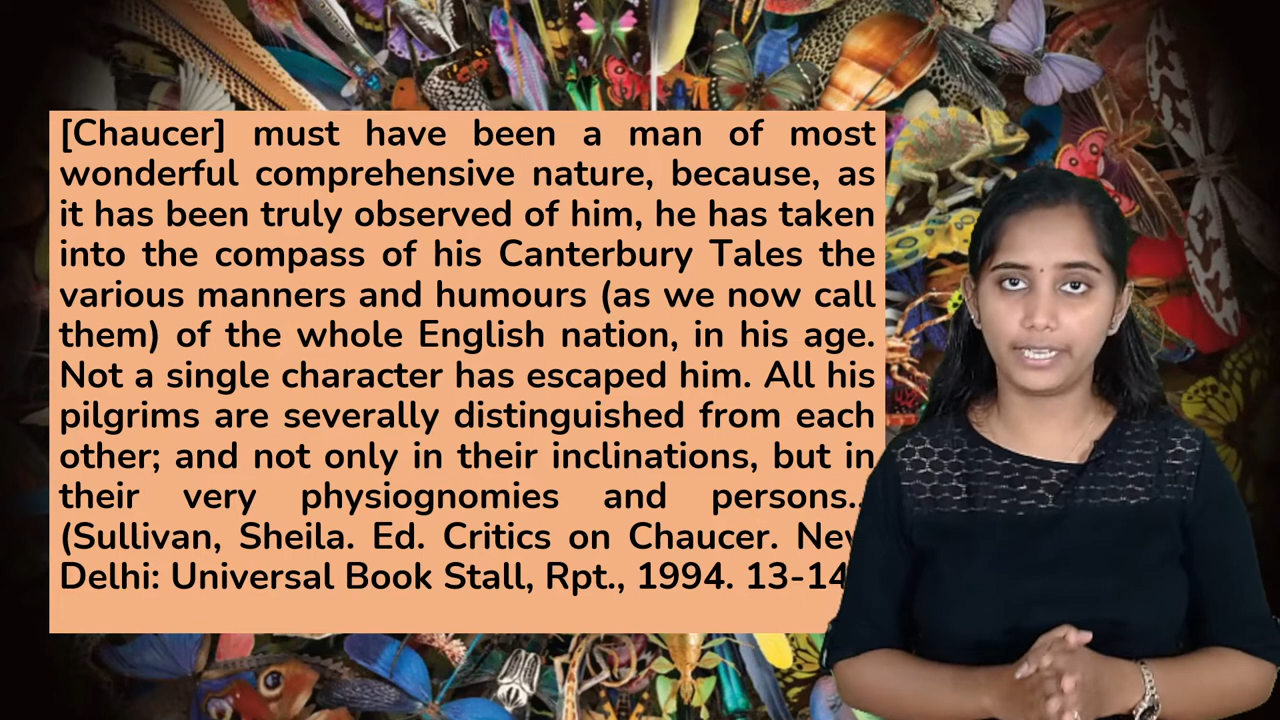 [Chaucer] must have been a man of most
wonderful comprehensive nature, because, as
it has been truly observed of him, he has taken
into the compass of his Canterbury Tales the
various manners and humours (as we now call
them) of the whole English nation, in his age.
Not a single character has escaped him. All his
pilgrims are severally distinguished from each
other; and not only in their inclinations, but in
their very physiognomies and persons..
(Sullivan, Sheila. Ed. Critics on Chaucer. New
Delhi: Universal Book Stall, Rpt., 1994. 13-14